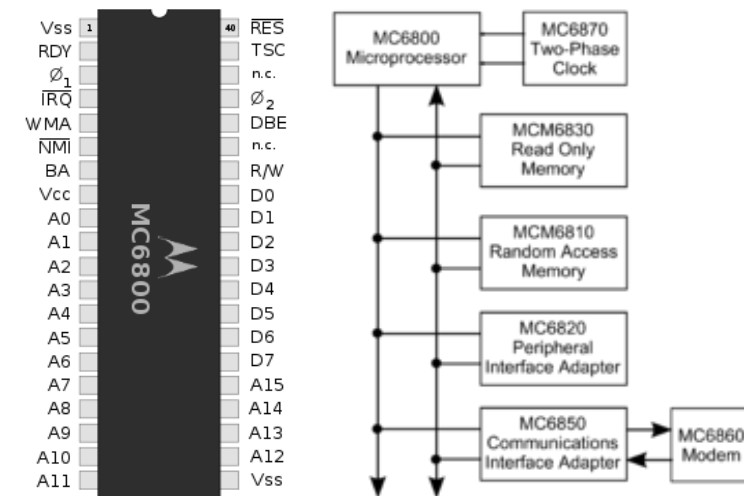 Vss 1 40 RES
RDY TSC
Ø1 n.c.
IRQ Ø2
WMA DBE
NMI n.c.
BA R/W
Vcc D0
A0 D1
A1 D2
A2 D3
A3 D4
A4 D5
A5 D6
A6 D7
A7 A15
A8 A14
A9 A13
A10 A12
A11 Vss
MC6800
MC6800
Microprocessor
MC6870
Two-Phase
Clock
MCM6830
Read Only
Memory
MCM6810
Random Access
Memory
MC6820
Peripheral
Interface Adapter
MC6850
Communications
Interface Adapter
MC6860
Modem